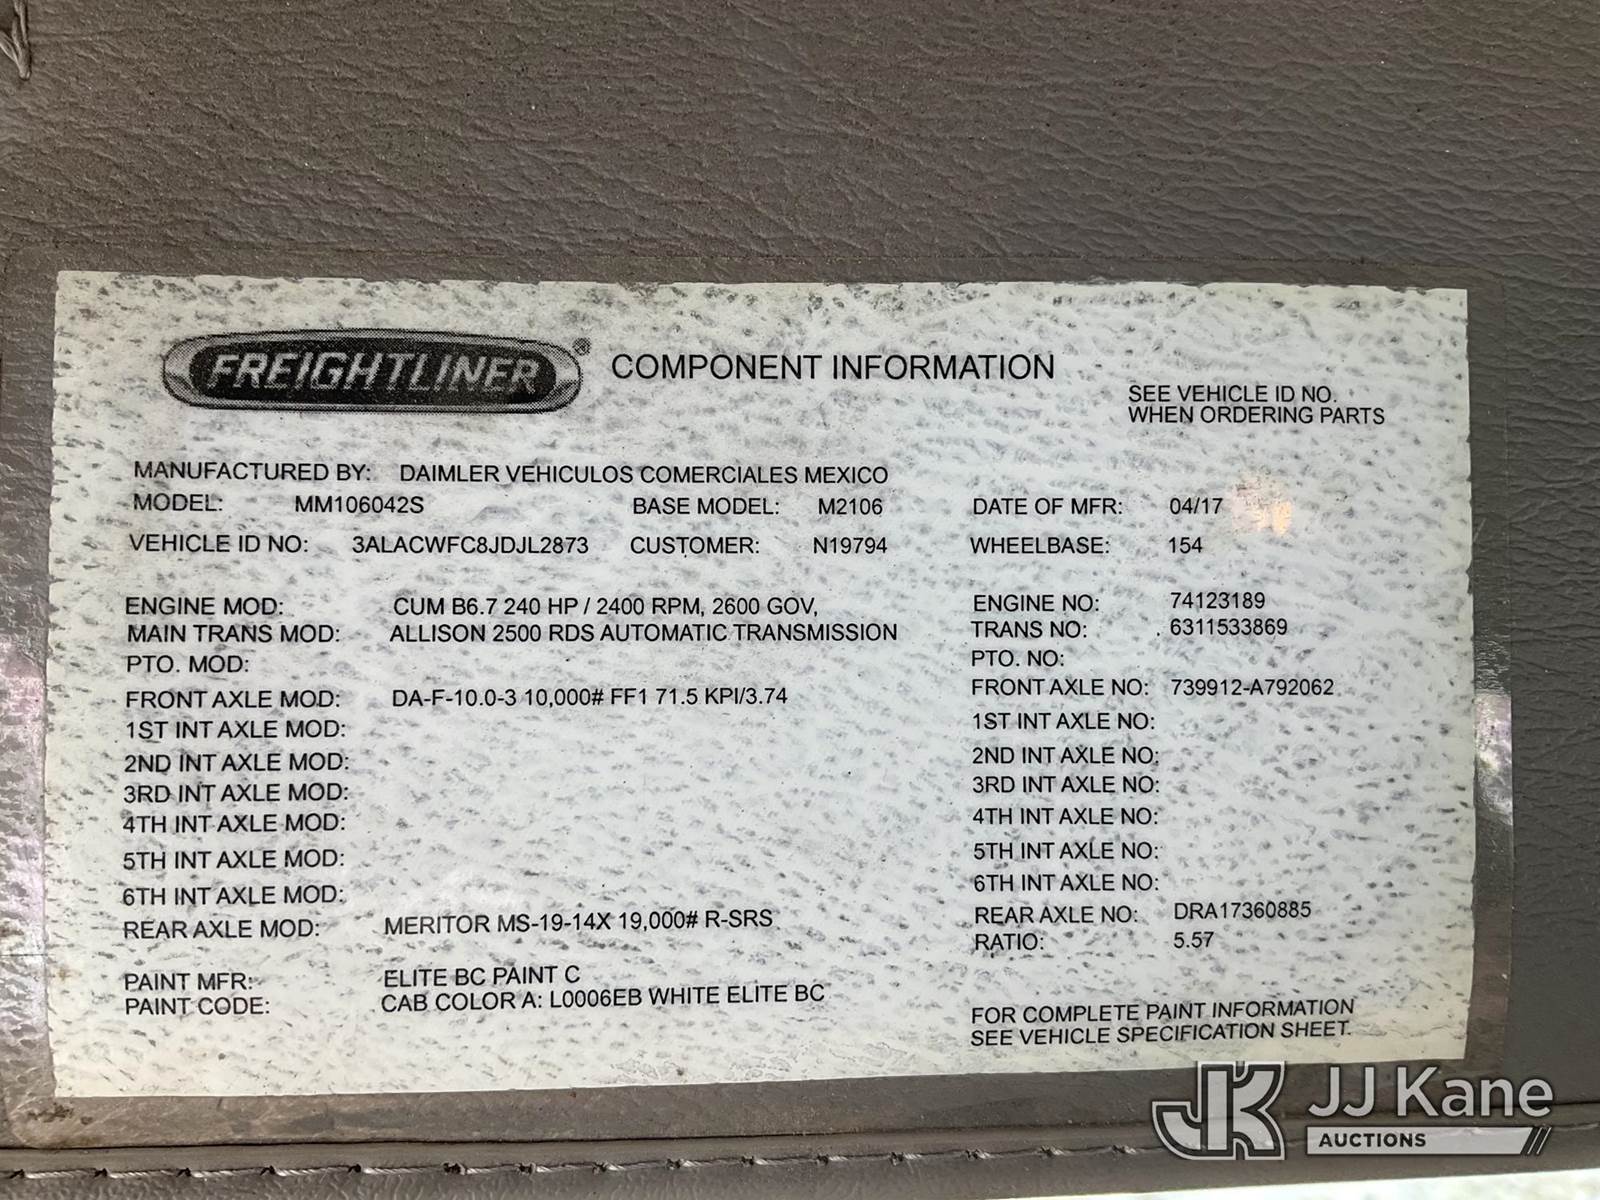 FREIGHTLINER® COMPONENT INFORMATION
SEE VEHICLE ID NO.
WHEN ORDERING PARTS
MANUFACTURED BY: DAIMLER VEHICULOS COMERCIALES MEXICO
MODEL: MM106042S BASE MODEL: M2106 DATE OF MFR: 04/17
VEHICLE ID NO: 3ALACWFC8JDJL2873 CUSTOMER: N19794 WHEELBASE: 154
ENGINE MOD: CUM B6.7 240 HP / 2400 RPM, 2600 GOV, ENGINE NO: 74123189
MAIN TRANS MOD: ALLISON 2500 RDS AUTOMATIC TRANSMISSION TRANS NO: 6311533869
PTO. MOD: PTO. NO:
FRONT AXLE MOD: DA-F-10.0-3 10,000# FF1 71.5 KPI/3.74 FRONT AXLE NO: 739912-A792062
1ST INT AXLE MOD: 1ST INT AXLE NO:
2ND INT AXLE MOD: 2ND INT AXLE NO:
3RD INT AXLE MOD: 3RD INT AXLE NO:
4TH INT AXLE MOD: 4TH INT AXLE NO:
5TH INT AXLE MOD: 5TH INT AXLE NO:
6TH INT AXLE MOD: 6TH INT AXLE NO:
REAR AXLE MOD: MERITOR MS-19-14X 19,000# R-SRS REAR AXLE NO: DRA17360885
RATIO: 5.57
PAINT MFR: ELITE BC PAINT C
PAINT CODE: CAB COLOR A: L0006EB WHITE ELITE BC
FOR COMPLETE PAINT INFORMATION
SEE VEHICLE SPECIFICATION SHEET.
JK JJ Kane
AUCTIONS